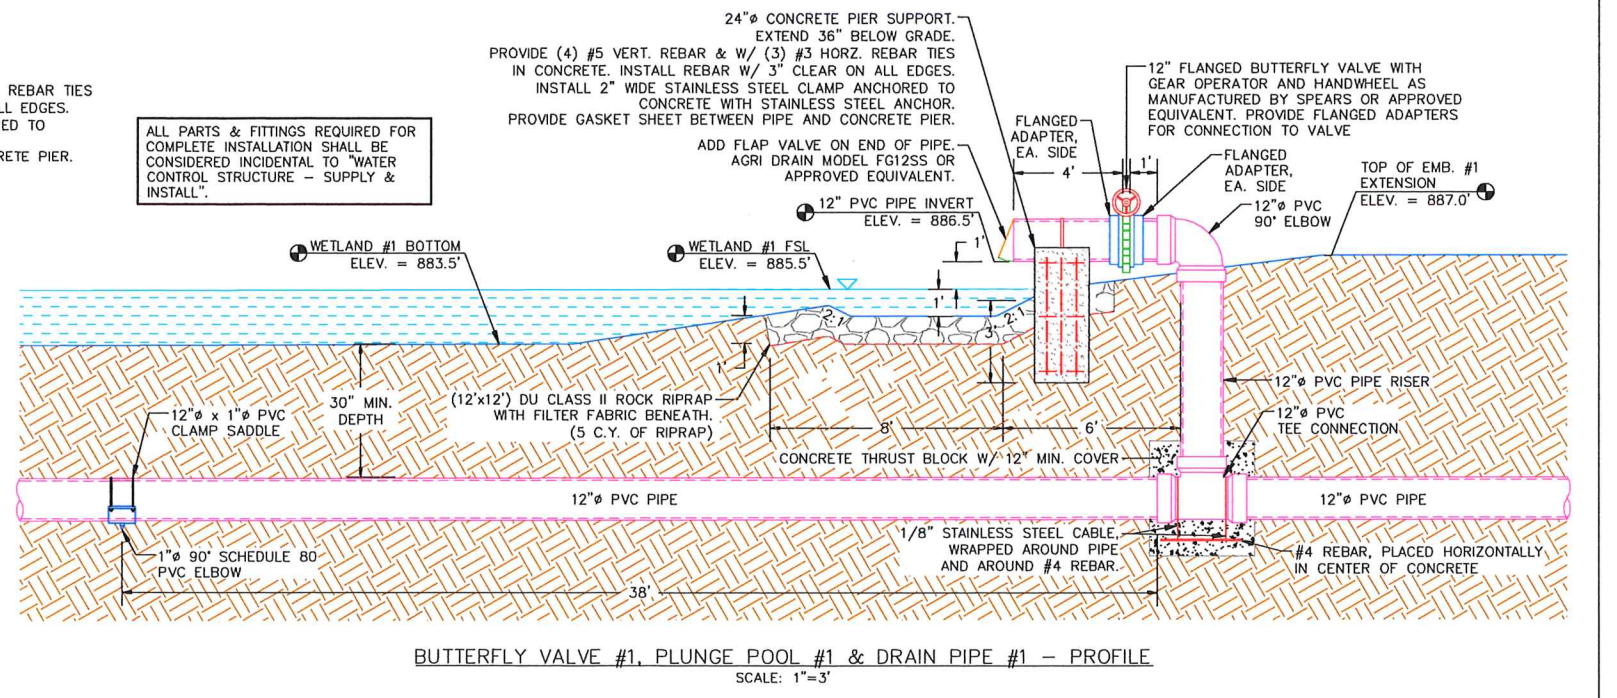 REBAR TIES
LL EDGES.
ED TO
RETE PIER.
ALL PARTS & FITTINGS REQUIRED FOR
COMPLETE INSTALLATION SHALL BE
CONSIDERED INCIDENTAL TO "WATER
CONTROL STRUCTURE – SUPPLY &
INSTALL".
24"ø CONCRETE PIER SUPPORT.
EXTEND 36" BELOW GRADE.
PROVIDE (4) #5 VERT. REBAR & W/ (3) #3 HORZ. REBAR TIES
IN CONCRETE. INSTALL REBAR W/ 3" CLEAR ON ALL EDGES.
INSTALL 2" WIDE STAINLESS STEEL CLAMP ANCHORED TO
CONCRETE WITH STAINLESS STEEL ANCHOR.
PROVIDE GASKET SHEET BETWEEN PIPE AND CONCRETE PIER.
ADD FLAP VALVE ON END OF PIPE.
AGRI DRAIN MODEL FG12SS OR
APPROVED EQUIVALENT.
12" PVC PIPE INVERT
ELEV. = 886.5'
FLANGED
ADAPTER,
EA. SIDE
4'
1'
12" FLANGED BUTTERFLY VALVE WITH
GEAR OPERATOR AND HANDWHEEL AS
MANUFACTURED BY SPEARS OR APPROVED
EQUIVALENT. PROVIDE FLANGED ADAPTERS
FOR CONNECTION TO VALVE
FLANGED
ADAPTER,
EA. SIDE
12"ø PVC
90° ELBOW
TOP OF EMB. #1
EXTENSION
ELEV. = 887.0'
WETLAND #1 BOTTOM
ELEV. = 883.5'
WETLAND #1 FSL
ELEV. = 885.5'
1'
1'
2:1
2:1
3'
1'
30" MIN.
DEPTH
(12'x12') DU CLASS II ROCK RIPRAP
WITH FILTER FABRIC BENEATH.
(5 C.Y. OF RIPRAP)
8'
6'
12"ø PVC PIPE RISER
12"ø PVC
TEE CONNECTION
12"ø x 1"ø PVC
CLAMP SADDLE
CONCRETE THRUST BLOCK W/ 12" MIN. COVER
12"ø PVC PIPE
12"ø PVC PIPE
1"ø 90° SCHEDULE 80
PVC ELBOW
1/8" STAINLESS STEEL CABLE,
WRAPPED AROUND PIPE
AND AROUND #4 REBAR.
#4 REBAR, PLACED HORIZONTALLY
IN CENTER OF CONCRETE
38'
BUTTERFLY VALVE #1, PLUNGE POOL #1 & DRAIN PIPE #1 – PROFILE
SCALE: 1"=3'